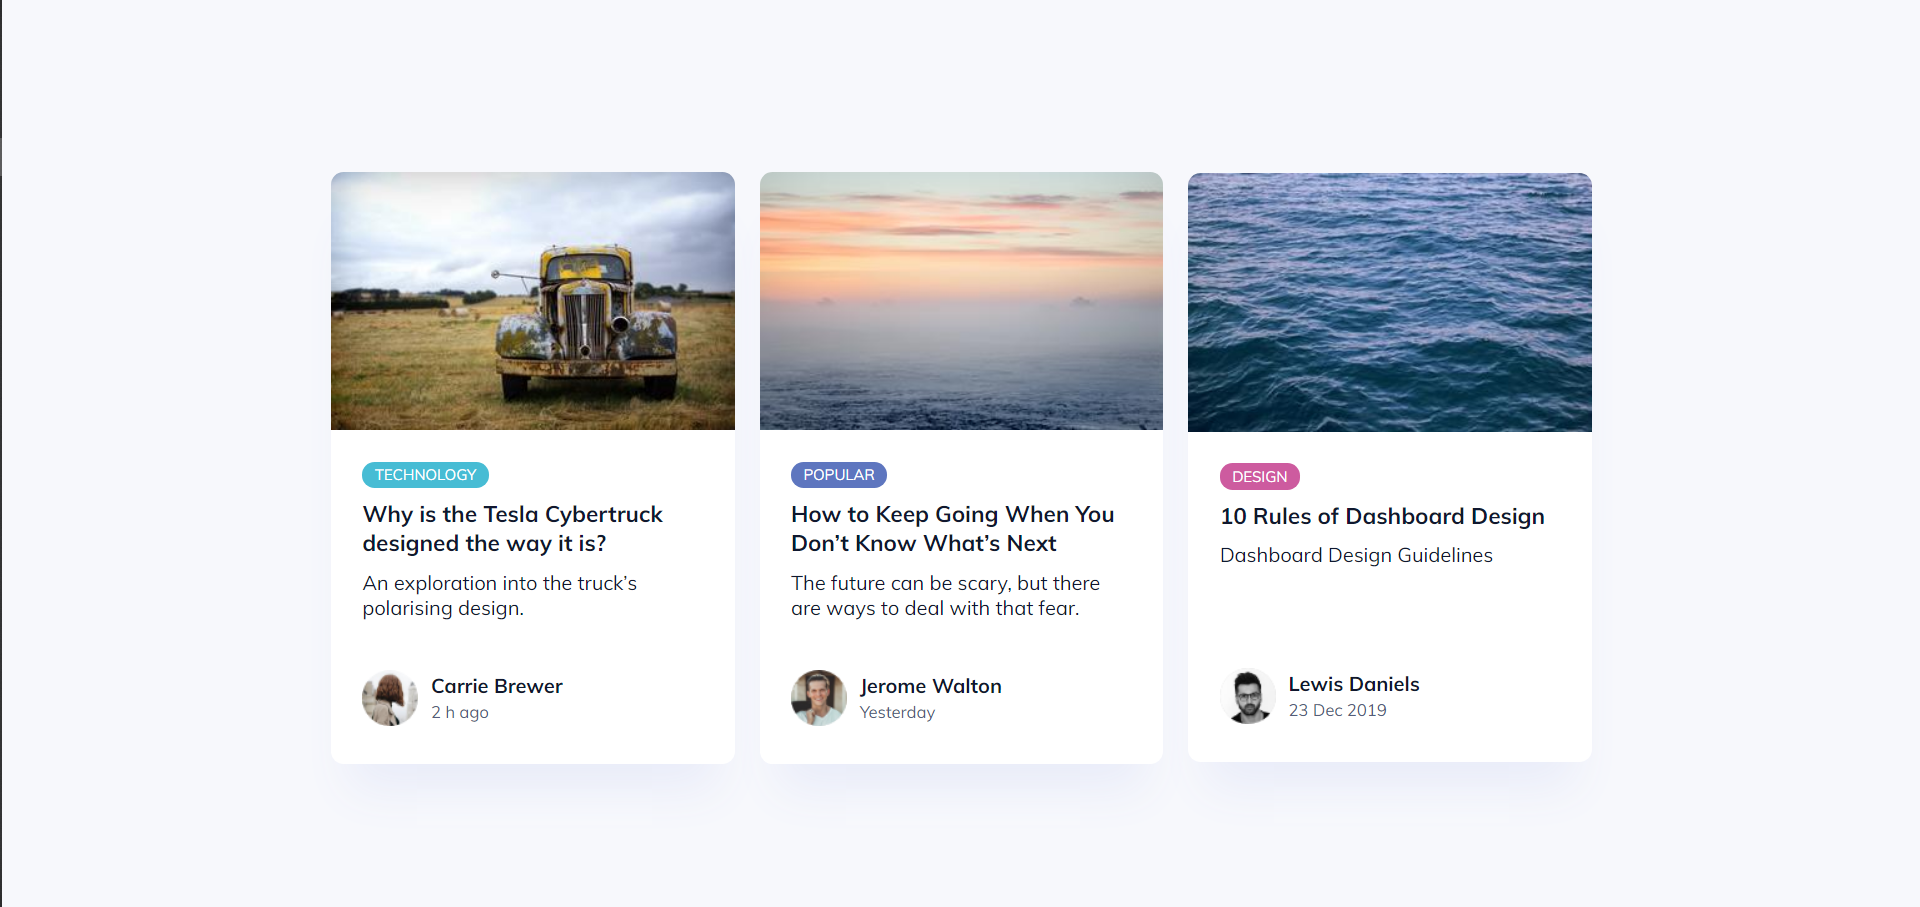 TECHNOLOGY
Why is the Tesla Cybertruck
designed the way it is?
An exploration into the truck’s
polarising design.
Carrie Brewer
2 h ago
POPULAR
How to Keep Going When You
Don’t Know What’s Next
The future can be scary, but there
are ways to deal with that fear.
Jerome Walton
Yesterday
DESIGN
10 Rules of Dashboard Design
Dashboard Design Guidelines
Lewis Daniels
23 Dec 2019